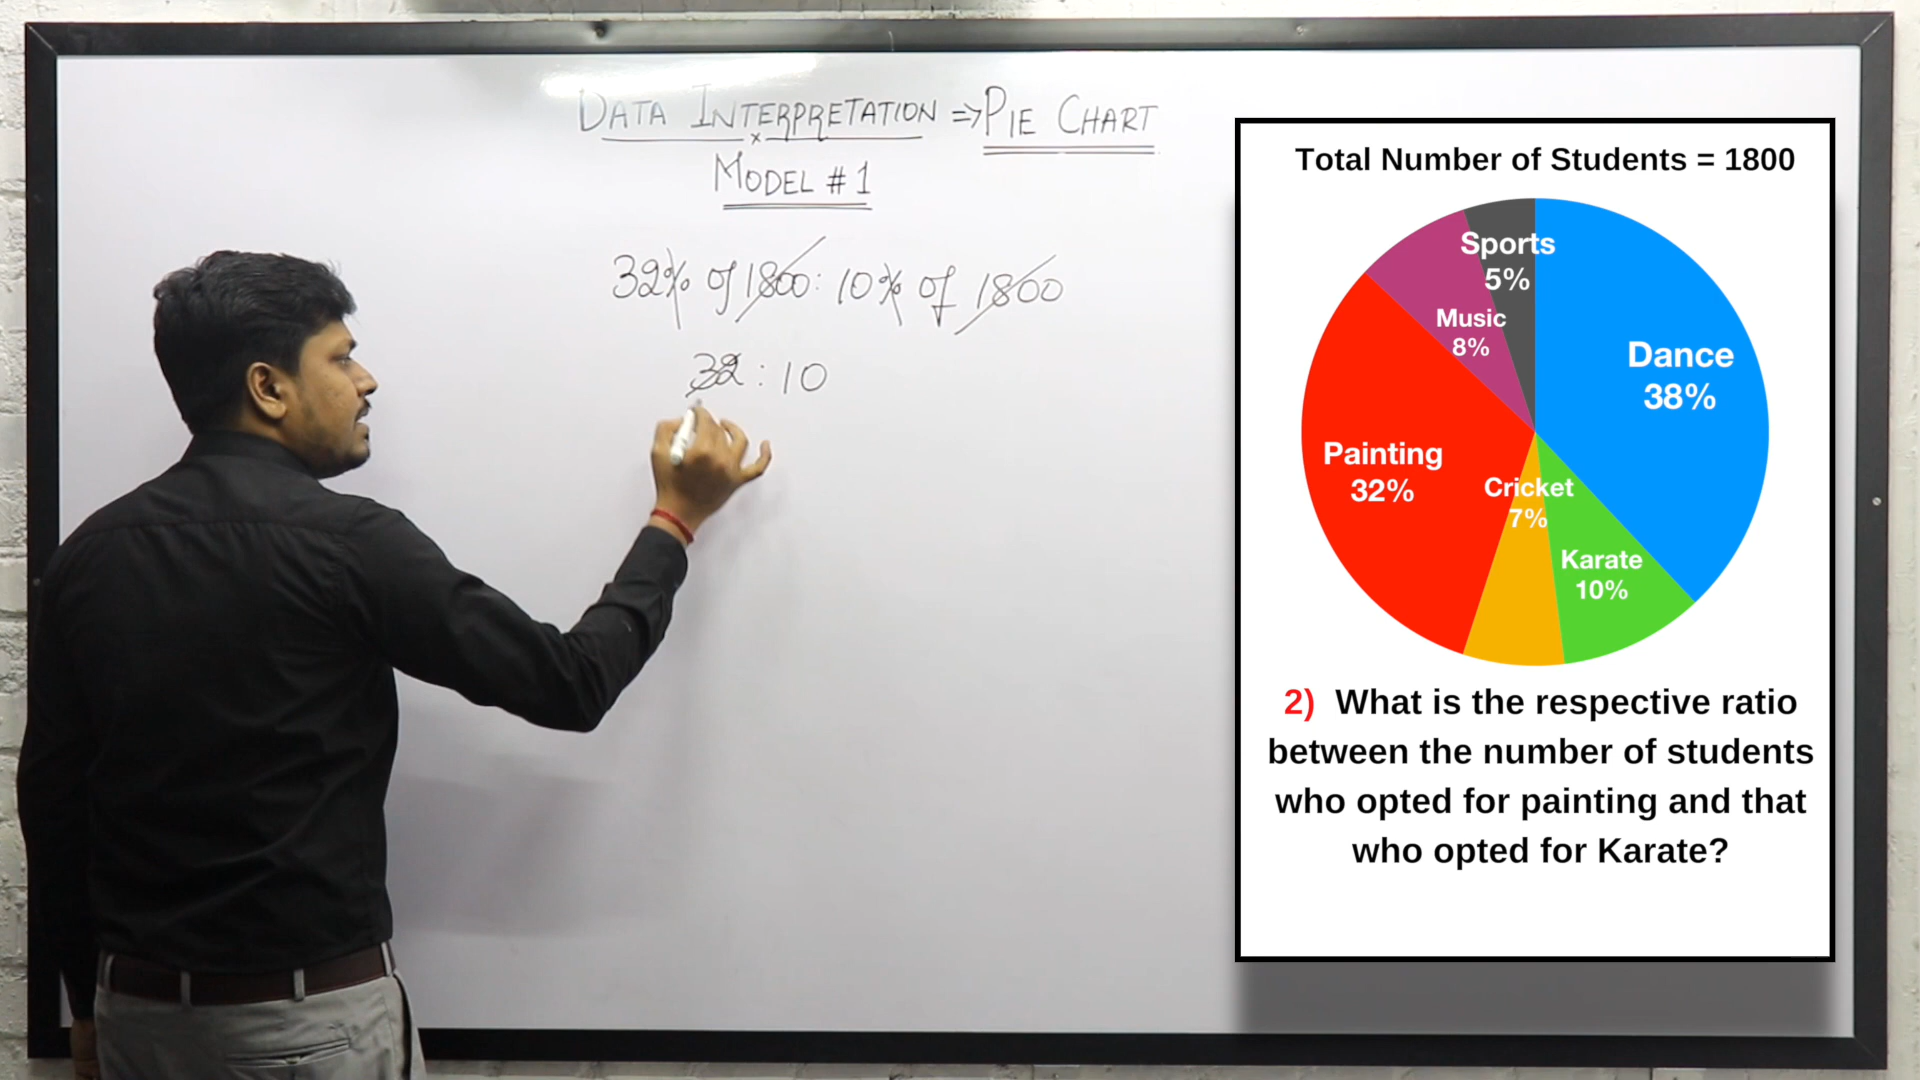 DATA INTERPRETATION => PIE CHART
MODEL # 1
32% of 1800 : 10% of 1800
32 : 10
Total Number of Students = 1800
Sports
5%
Music
8%
Dance
38%
Painting
32%
Cricket
7%
Karate
10%
2) What is the respective ratio
between the number of students
who opted for painting and that
who opted for Karate?